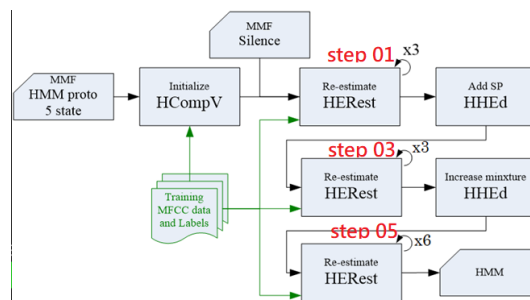 MMF
Silence
step 01
x3
MMF
HMM proto
5 state
Initialize
HCompV
Re-estimate
HERest
Add SP
HHEd
step 03
x3
Training
MFCC data
and Labels
Re-estimate
HERest
Increase minxture
HHEd
step 05
x6
Re-estimate
HERest
HMM